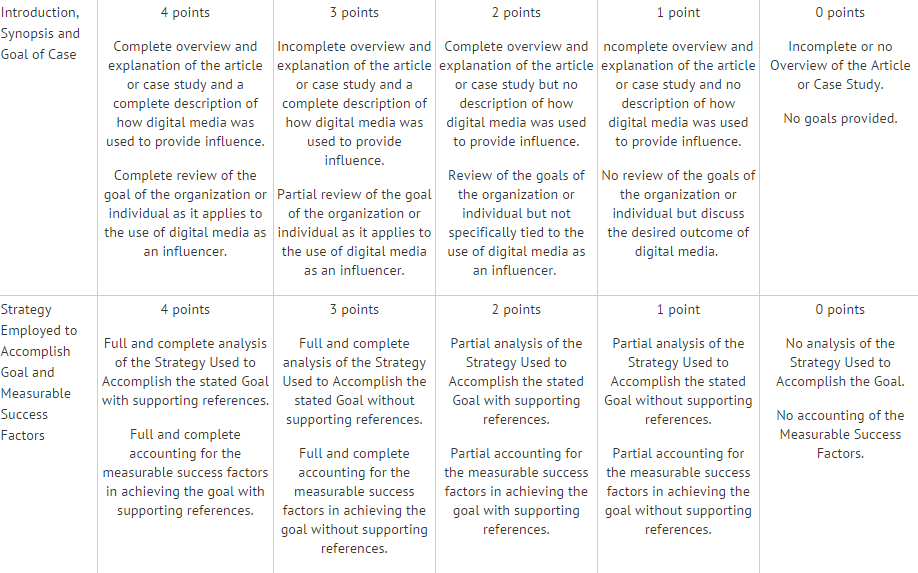 Introduction,
Synopsis and
Goal of Case
4 points
Complete overview and
explanation of the article
or case study and a
complete description of
how digital media was
used to provide influence.
Complete review of the
goal of the organization or
individual as it applies to
the use of digital media as
an influencer.
3 points
Incomplete overview and
explanation of the article
or case study and a
complete description of
how digital media was
used to provide
influence.
Partial review of the goal
of the organization or
individual as it applies to
the use of digital media
as an influencer.
2 points
Complete overview and
explanation of the article
or case study but no
description of how
digital media was used
to provide influence.
Review of the goals of
the organization or
individual but not
specifically tied to the
use of digital media as
an influencer.
1 point
ncomplete overview and
explanation of the article
or case study and no
description of how
digital media was used
to provide influence.
No review of the goals of
the organization or
individual but discuss
the desired outcome of
digital media.
0 points
Incomplete or no
Overview of the Article
or Case Study.
No goals provided.
Strategy
Employed to
Accomplish
Goal and
Measurable
Success
Factors
4 points
Full and complete analysis
of the Strategy Used to
Accomplish the stated Goal
with supporting references.
Full and complete
accounting for the
measurable success factors
in achieving the goal with
supporting references.
3 points
Full and complete
analysis of the Strategy
Used to Accomplish the
stated Goal without
supporting references.
Full and complete
accounting for the
measurable success
factors in achieving the
goal without supporting
references.
2 points
Partial analysis of the
Strategy Used to
Accomplish the stated
Goal with supporting
references.
Partial accounting for
the measurable success
factors in achieving the
goal with supporting
references.
1 point
Partial analysis of the
Strategy Used to
Accomplish the stated
Goal without supporting
references.
Partial accounting for
the measurable success
factors in achieving the
goal without supporting
references.
0 points
No analysis of the
Strategy Used to
Accomplish the Goal.
No accounting of the
Measurable Success
Factors.